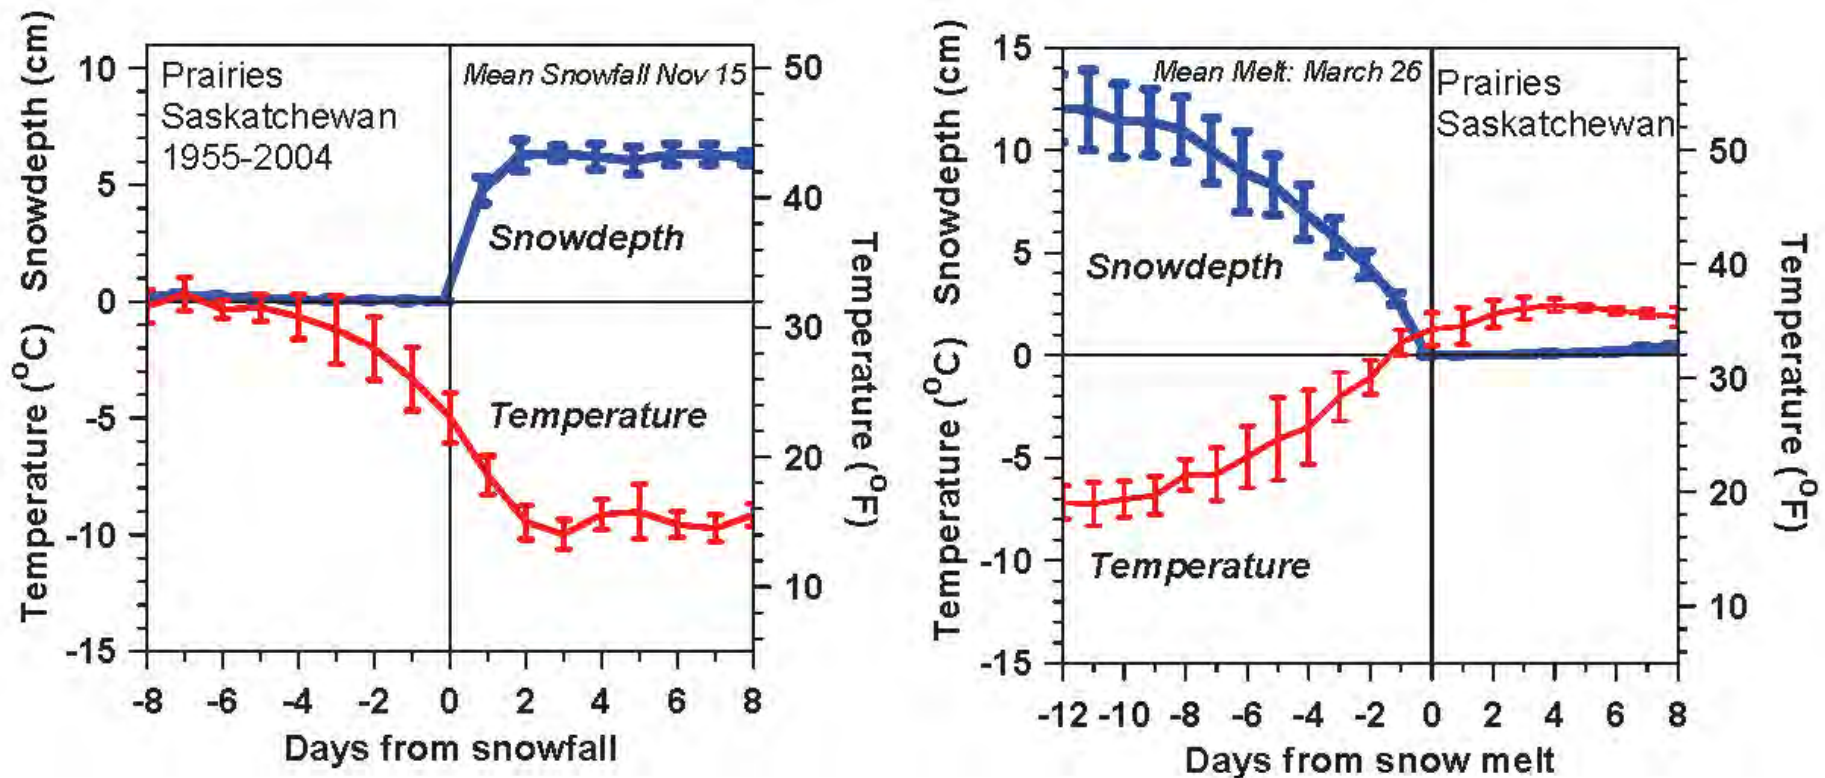 Prairies
Saskatchewan
1955-2004
Mean Snowfall Nov 15
Snowdepth
Temperature
Temperature (°C) Snowdepth (cm)
10
5
0
-5
-10
-15
50
40
30
20
10
Temperature (°F)
-8 -6 -4 -2 0 2 4 6 8
Days from snowfall
Mean Melt: March 26
Prairies
Saskatchewan
Snowdepth
Temperature
Temperature (°C) Snowdepth (cm)
15
10
5
0
-5
-10
-15
50
40
30
20
10
Temperature (°F)
-12 -10 -8 -6 -4 -2 0 2 4 6 8
Days from snow melt